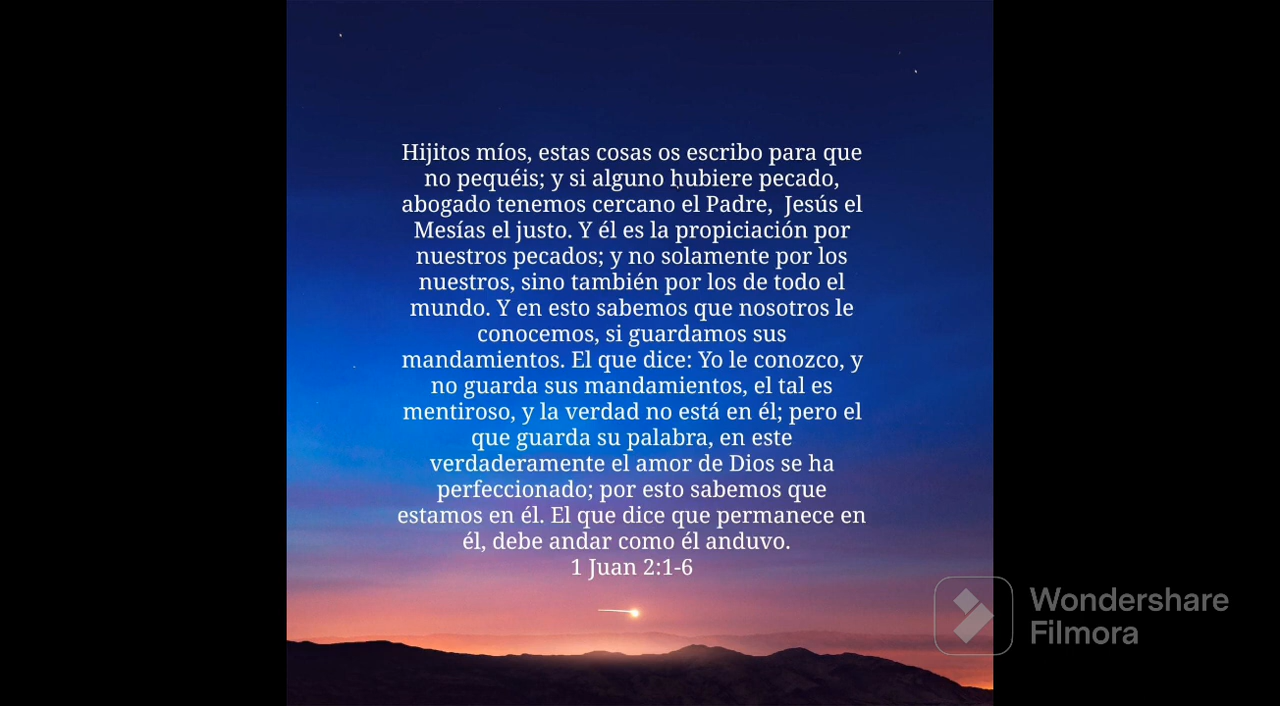 Hijitos míos, estas cosas os escribo para que
no pequéis; y si alguno hubiere pecado,
abogado tenemos cercano el Padre,  Jesús el
Mesías el justo. Y él es la propiciación por
nuestros pecados; y no solamente por los
nuestros, sino también por los de todo el
mundo. Y en esto sabemos que nosotros le
conocemos, si guardamos sus
mandamientos. El que dice: Yo le conozco, y
no guarda sus mandamientos, el tal es
mentiroso, y la verdad no está en él; pero el
que guarda su palabra, en este
verdaderamente el amor de Dios se ha
perfeccionado; por esto sabemos que
estamos en él. El que dice que permanece en
él, debe andar como él anduvo.
1 Juan 2:1-6
Wondershare
Filmora